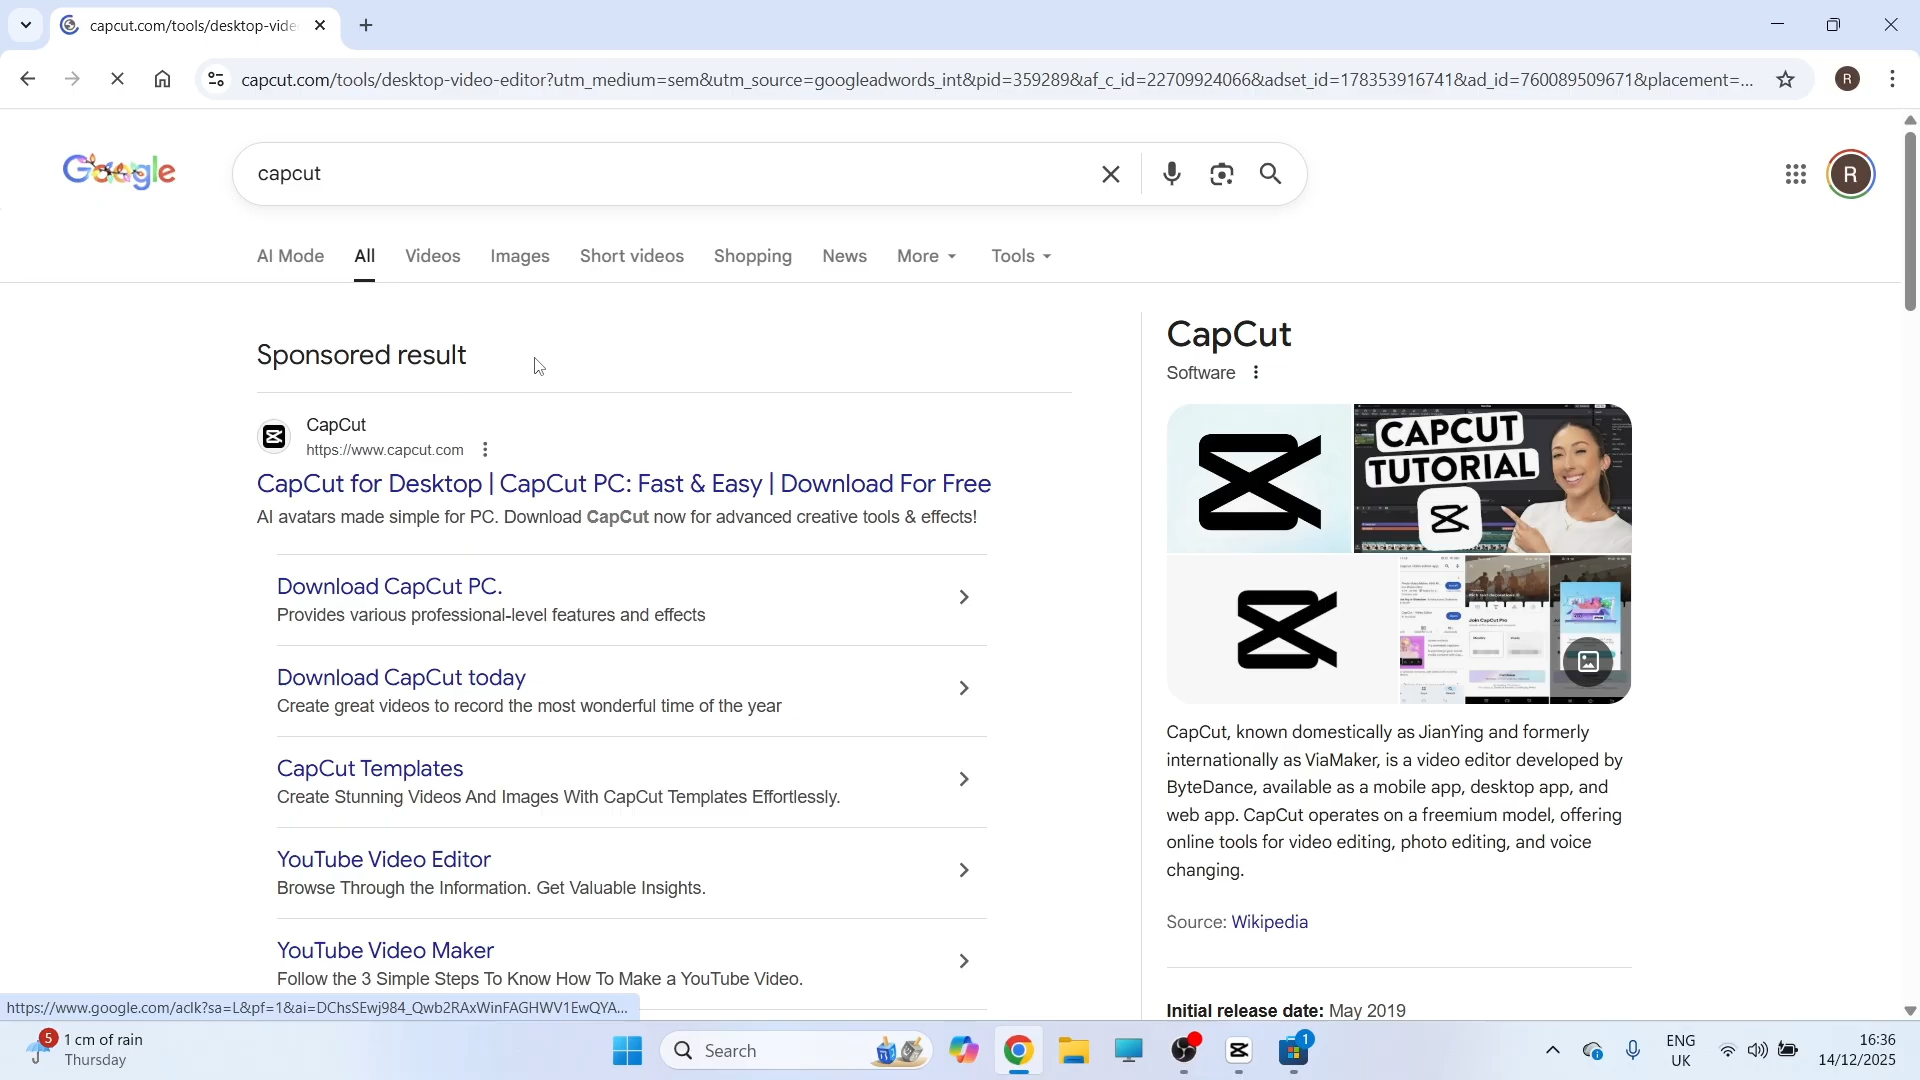 capcut.com/tools/desktop-vide
capcut.com/tools/desktop-video-editor?utm_medium=sem&utm_source=googleadwords_int&pid=359289&af_c_id=22709924066&adset_id=178353916741&ad_id=760089509671&placement=...
R
Google
capcut
R
AI Mode
All
Videos
Images
Short videos
Shopping
News
More
Tools
Sponsored result
CapCut
https://www.capcut.com
CapCut for Desktop | CapCut PC: Fast & Easy | Download For Free
AI avatars made simple for PC. Download CapCut now for advanced creative tools & effects!
Download CapCut PC.
Provides various professional-level features and effects
Download CapCut today
Create great videos to record the most wonderful time of the year
CapCut Templates
Create Stunning Videos And Images With CapCut Templates Effortlessly.
YouTube Video Editor
Browse Through the Information. Get Valuable Insights.
YouTube Video Maker
Follow the 3 Simple Steps To Know How To Make a YouTube Video.
CapCut
Software
CAPCUT
TUTORIAL
CapCut, known domestically as JianYing and formerly
internationally as ViaMaker, is a video editor developed by
ByteDance, available as a mobile app, desktop app, and
web app. CapCut operates on a freemium model, offering
online tools for video editing, photo editing, and voice
changing.
Source: Wikipedia
Initial release date: May 2019
https://www.google.com/aclk?sa=L&pf=1&ai=DChsSEwj984_Qwb2RAxWinFAGHWV1EwQYA...
5
1 cm of rain
Thursday
Search
1
ENG
UK
16:36
14/12/2025